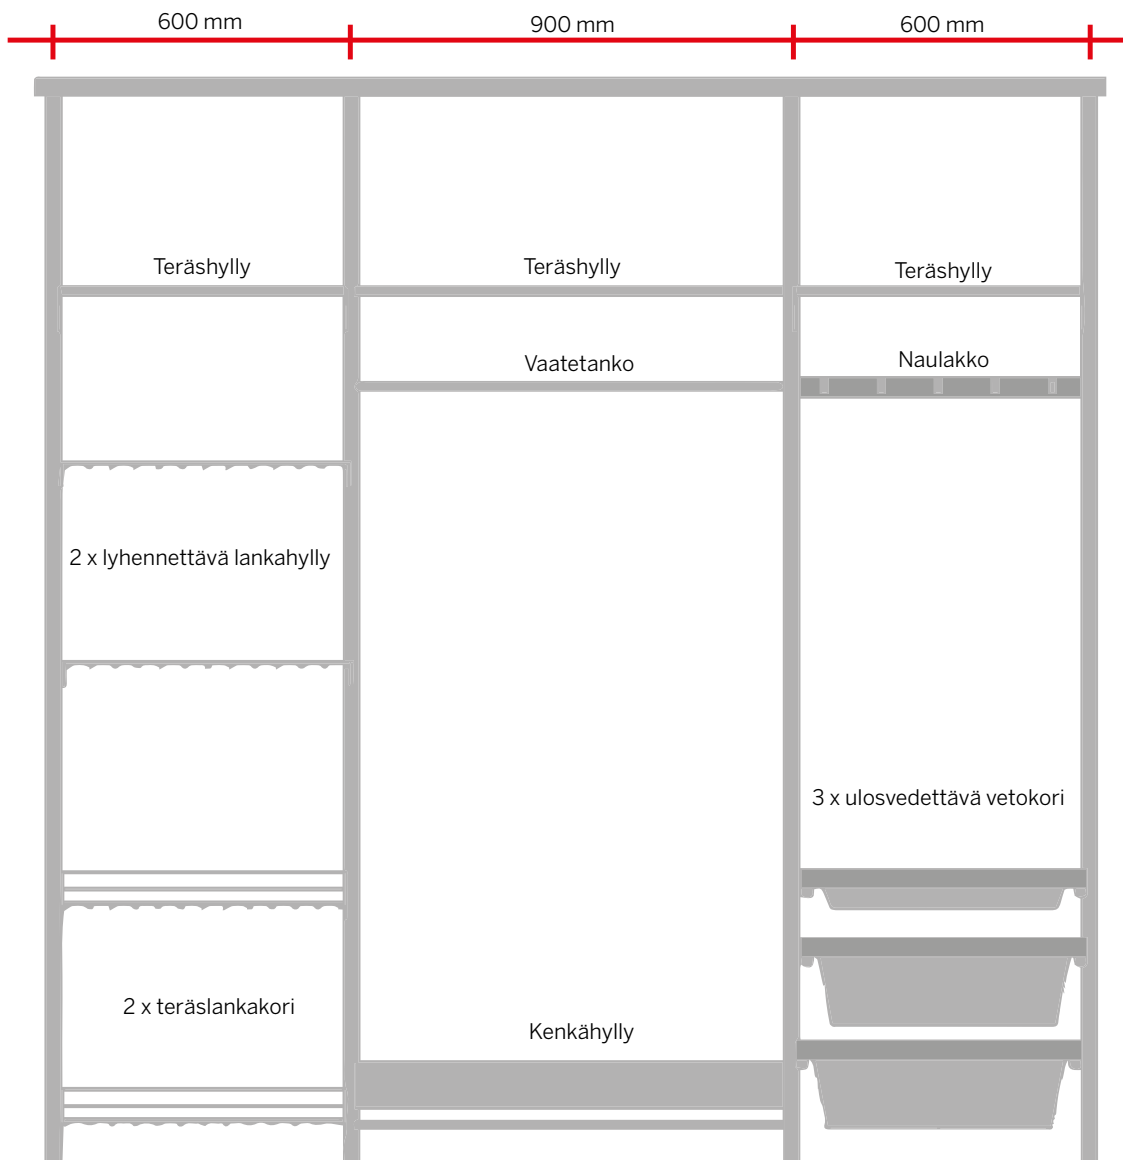 600 mm
900 mm
600 mm
Teräshylly
Teräshylly
Teräshylly
Vaatetanko
Naulakko
2 x lyhennettävä lankahylly
3 x ulosvedettävä vetokori
2 x teräslankakori
Kenkähylly